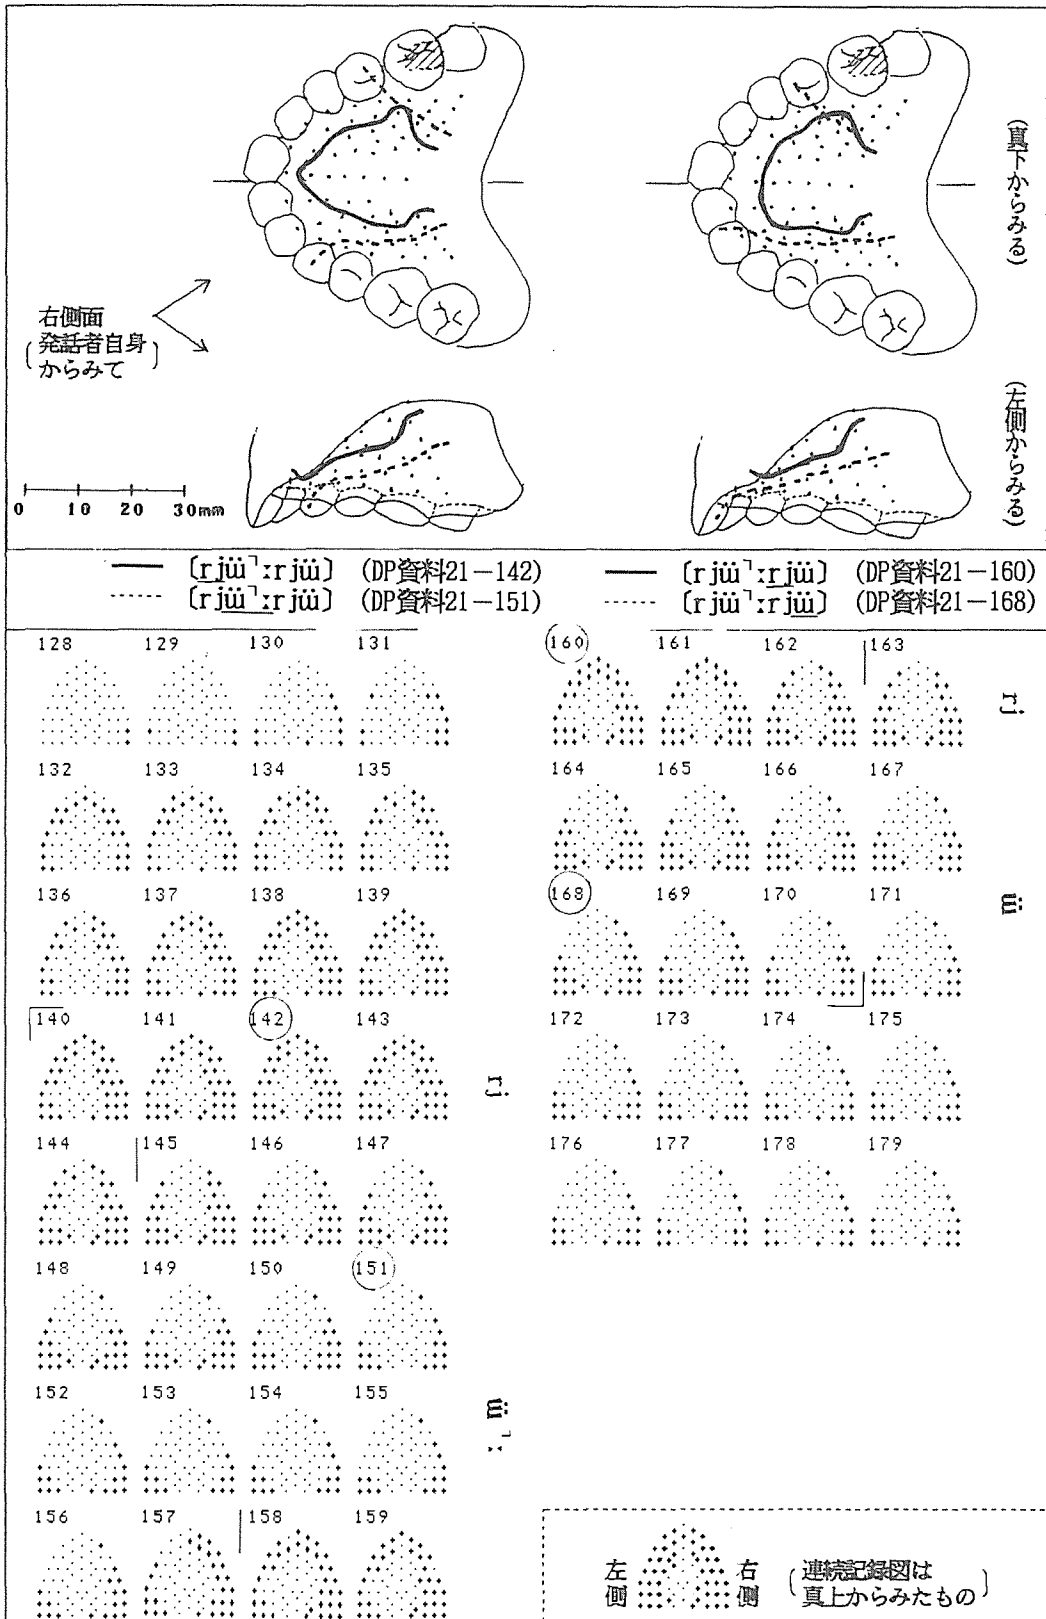 (真下からみる)
右側面
(発話者自身
からみて)
(左側からみる)
0 10 20 30mm
[rjɯ̈˥ːrjɯ̈] (DP資料21-142)
[rjɯ̈˥ːrjɯ̈] (DP資料21-151)
[rjɯ̈˥ːrjɯ̈] (DP資料21-160)
[rjɯ̈˥ːrjɯ̈] (DP資料21-168)
128 129 130 131
132 133 134 135
136 137 138 139
140 141 142 143
rj
144 145 146 147
148 149 150 151
152 153 154 155
ɯ̈˥ː
156 157 158 159
160 161 162 163
rj
164 165 166 167
168 169 170 171
ɯ̈
172 173 174 175
176 177 178 179
左側
右側
(連続記録図は
真上からみたもの)